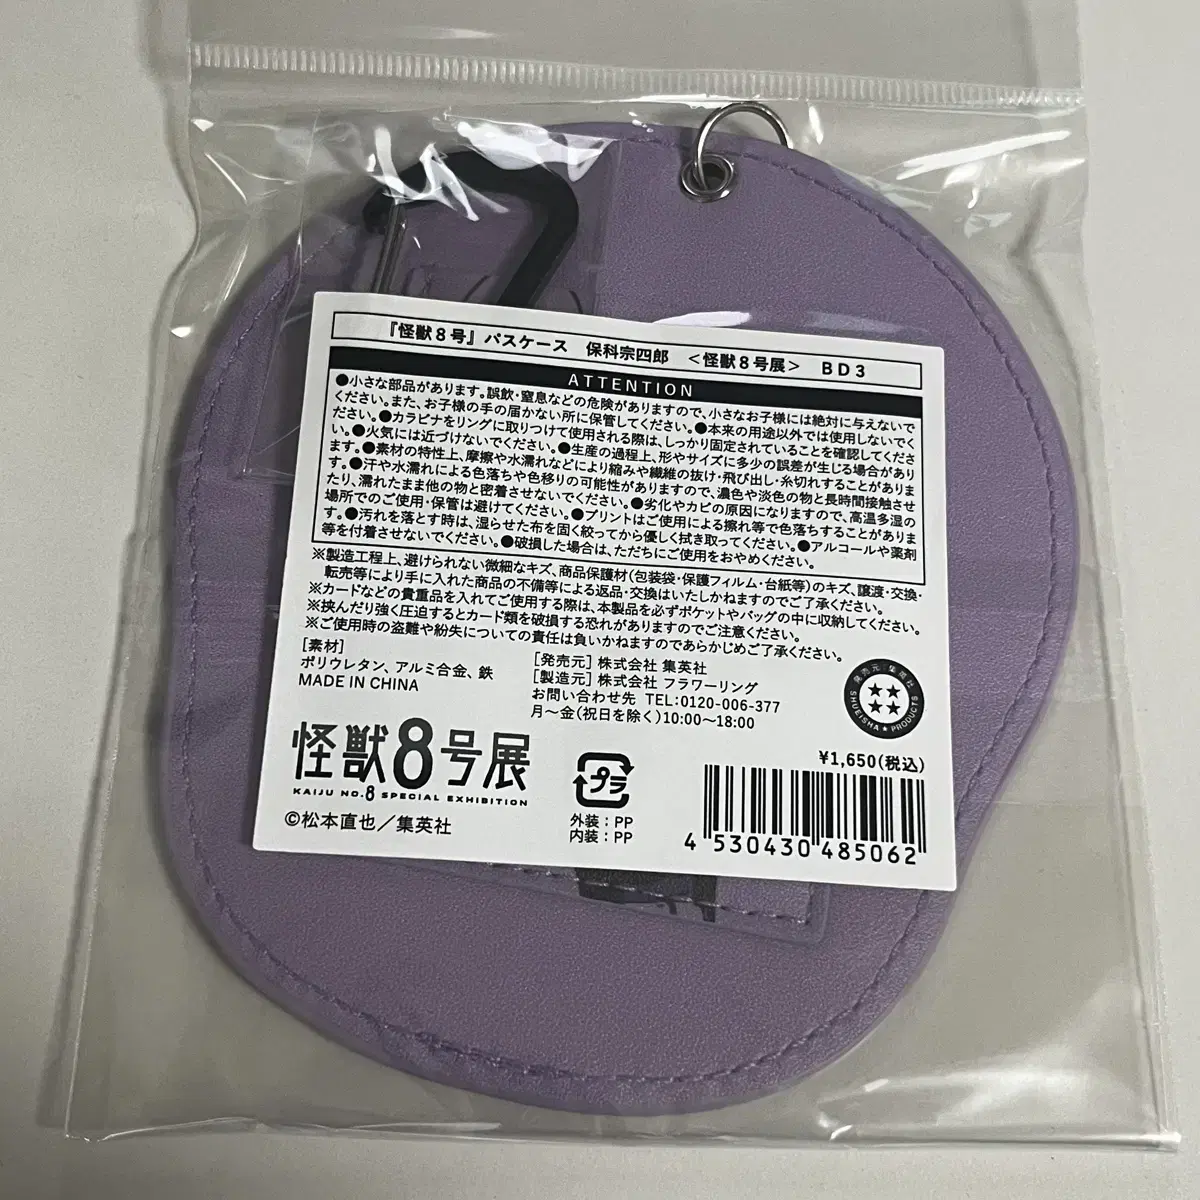 『怪獣８号』パスケース　保科宗四郎　＜怪獣８号展＞　ＢＤ３
ATTENTION
●小さな部品があります。誤飲・窒息などの危険がありますので、小さなお子様には絶対に与えないで
ください。また、お子様の手の届かない所に保管してください。●本来の用途以外では使用しないでく
ださい。●カラビナをリングに取りつけて使用される際は、しっかり固定されていることを確認してくださ
い。●火気には近づけないでください。●生産の過程上、形やサイズに多少の誤差が生じる場合があり
ます。●素材の特性上、摩擦や水濡れなどにより縮みや繊維の抜け・飛び出し・糸切れすることがありま
す。●汗や水濡れによる色落ちや色移りの可能性がありますので、濃色や淡色の物と長時間接触させ
たり、濡れたまま他の物と密着させないでください。●劣化やカビの原因になりますので、高温多湿の
場所でのご使用・保管は避けてください。●プリントはご使用による擦れ等で色落ちすることがありま
す。●汚れを落とす時は、湿らせた布を固く絞ってから優しく拭き取ってください。●アルコールや薬剤
等を付着させないでください。●破損した場合は、ただちにご使用をおやめください。
※製造工程上、避けられない微細なキズ、商品保護材(包装袋・保護フィルム・台紙等)のキズ、譲渡・交換・
転売等により手に入れた商品の不備等による返品・交換はいたしかねますのでご了承ください。
※カードなどの貴重品を入れてご使用する際は、本製品を必ずポケットやバッグの中に収納してください。
※挟んだり強く圧迫するとカード類を破損する恐れがありますのでご注意ください。
※ご使用時の盗難や紛失についての責任は負いかねますのであらかじめご了承ください。
[素材]
ポリウレタン、アルミ合金、鉄
MADE IN CHINA
[発売元] 株式会社 集英社
[製造元] 株式会社 フラワーリング
お問い合わせ先 TEL:0120-006-377
月〜金(祝日を除く)10:00〜18:00
発売元／集英社
SHUEISHA★PRODUCTS
怪獣8号展
KAIJU NO.8 SPECIAL EXHIBITION
©松本直也／集英社
プラ
外装：PP
内装：PP
¥1,650(税込)
4 530430 485062